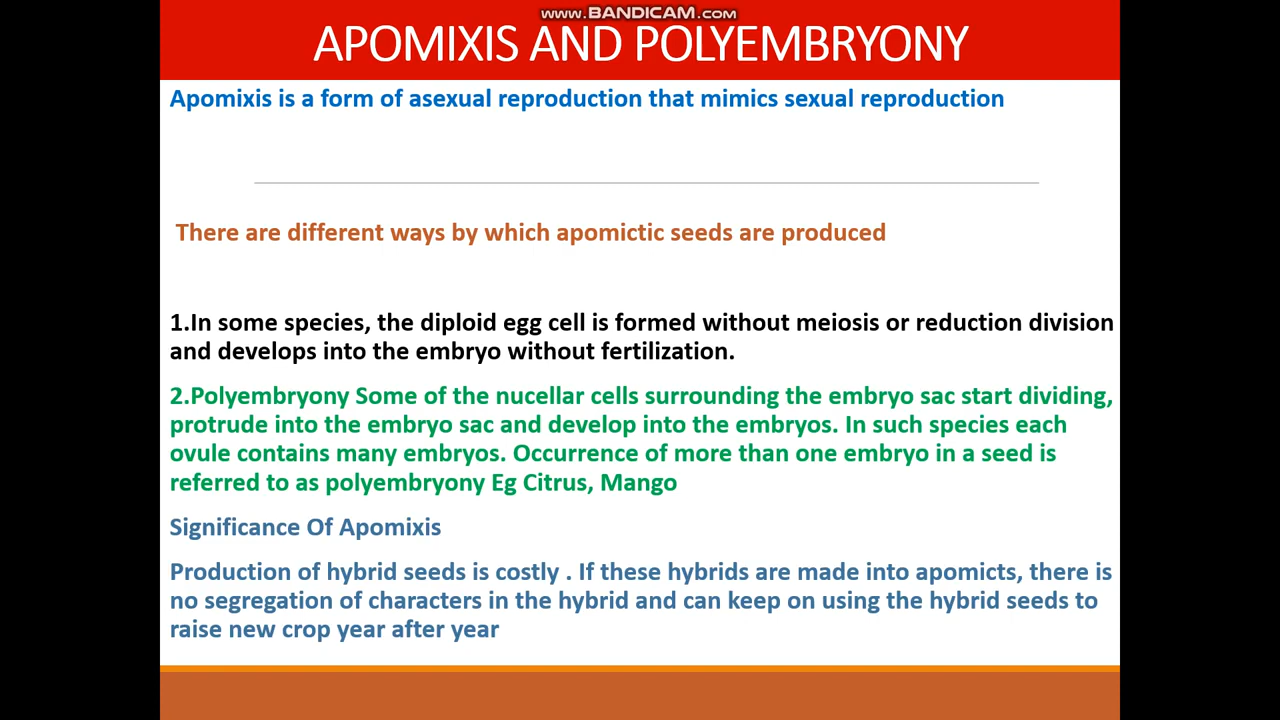 www.BANDICAM.com
APOMIXIS AND POLYEMBRYONY
Apomixis is a form of asexual reproduction that mimics sexual reproduction
There are different ways by which apomictic seeds are produced
1.In some species, the diploid egg cell is formed without meiosis or reduction division
and develops into the embryo without fertilization.
2.Polyembryony Some of the nucellar cells surrounding the embryo sac start dividing,
protrude into the embryo sac and develop into the embryos. In such species each
ovule contains many embryos. Occurrence of more than one embryo in a seed is
referred to as polyembryony Eg Citrus, Mango
Significance Of Apomixis
Production of hybrid seeds is costly . If these hybrids are made into apomicts, there is
no segregation of characters in the hybrid and can keep on using the hybrid seeds to
raise new crop year after year